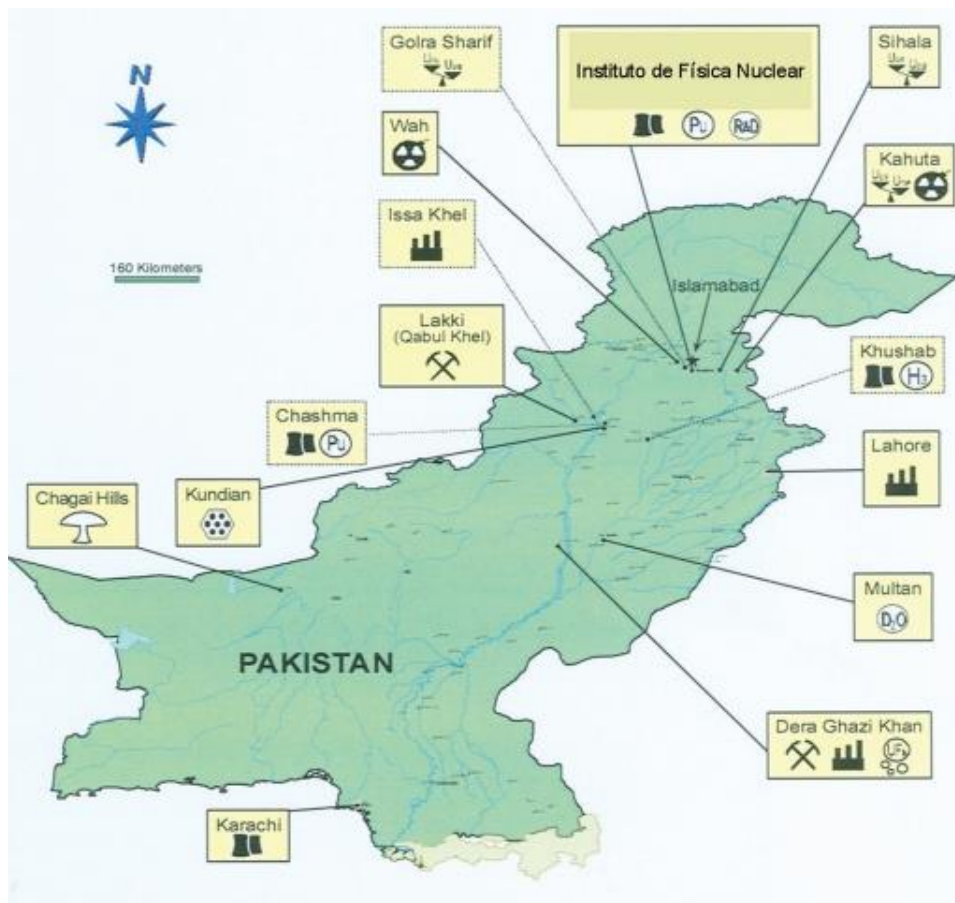 Golra Sharif
Instituto de Física Nuclear
Pu
R&D
Sihala
N
Wah
Kahuta
Issa Khel
160 Kilometers
Islamabad
Lakki
(Qabul Khel)
Khushab
H3
Chashma
Pu
Lahore
Chagai Hills
Kundian
Multan
D2O
PAKISTAN
Dera Ghazi Khan
UF6
Karachi